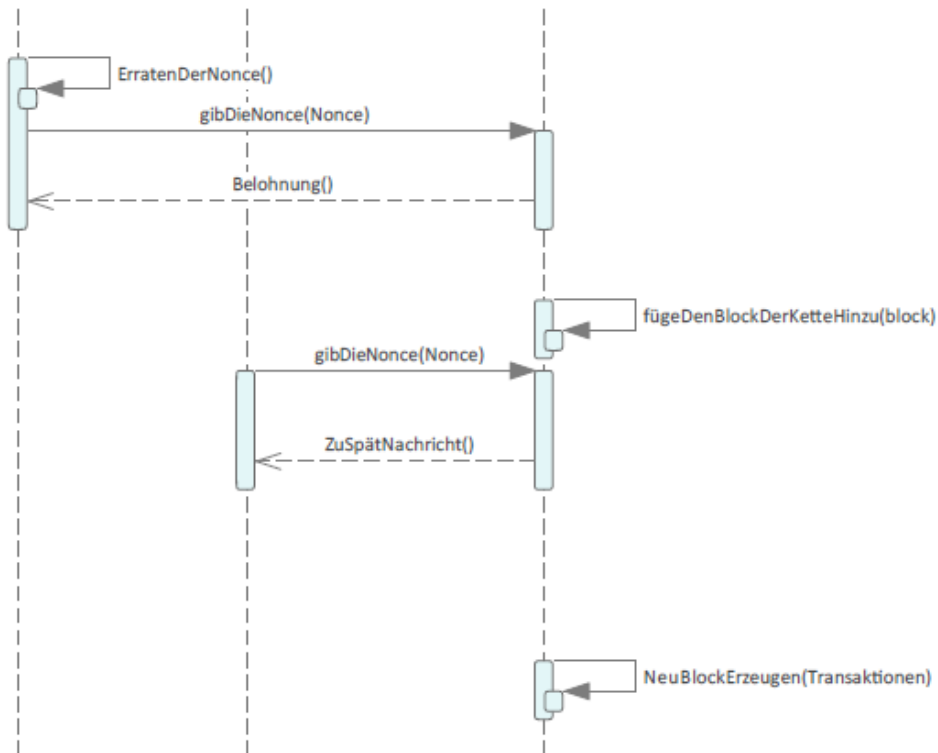 ErratenDerNonce()
gibDieNonce(Nonce)
Belohnung()
fügeDenBlockDerKetteHinzu(block)
gibDieNonce(Nonce)
ZuSpätNachricht()
NeuBlockErzeugen(Transaktionen)